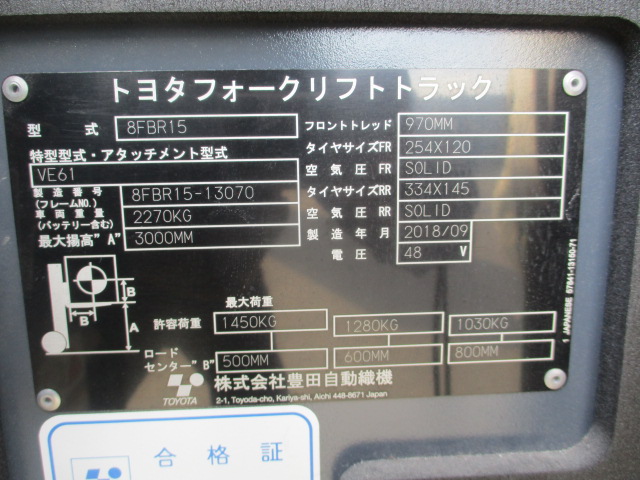 トヨタフォークリフトトラック
型式 8FBR15
特型型式・アタッチメント型式
VE61
製造番号(フレームNO.) 8FBR15-13070
車両重量(バッテリー含む) 2270KG
最大揚高"A" 3000MM
フロントトレッド 970MM
タイヤサイズFR 254X120
空気圧FR SOLID
タイヤサイズRR 334X145
空気圧RR SOLID
製造年月 2018/09
電圧 48 V
B
B
A
最大荷重
許容荷重 1450KG 1280KG 1030KG
ロードセンター"B" 500MM 600MM 800MM
TOYOTA
株式会社豊田自動織機
2-1, Toyoda-cho, Kariya-shi, Aichi 448-8671 Japan
1 JAPANESE 67941-13160-71
合格証